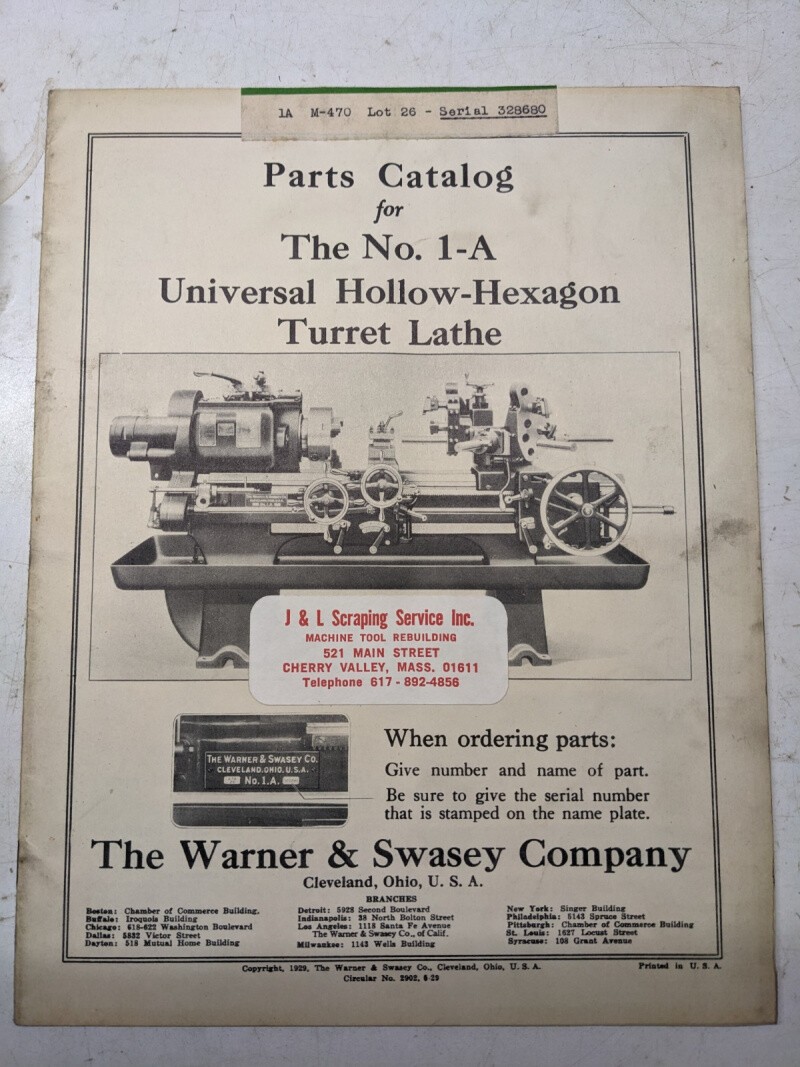 1A M-470 Lot 26 - Serial 328680
Parts Catalog
for
The No. 1-A
Universal Hollow-Hexagon
Turret Lathe
J & L Scraping Service Inc.
MACHINE TOOL REBUILDING
521 MAIN STREET
CHERRY VALLEY, MASS. 01611
Telephone 617-892-4856
THE WARNER & SWASEY CO.
CLEVELAND, OHIO, U.S.A.
No. 1.A.
When ordering parts:
Give number and name of part.
Be sure to give the serial number
that is stamped on the name plate.
The Warner & Swasey Company
Cleveland, Ohio, U. S. A.
BRANCHES
Boston: Chamber of Commerce Building.
Buffalo: Iroquois Building
Chicago: 618-622 Washington Boulevard
Dallas: 5832 Victor Street
Dayton: 518 Mutual Home Building
Detroit: 5928 Second Boulevard
Indianapolis: 38 North Bolton Street
Los Angeles: 1118 Santa Fe Avenue
The Warner & Swasey Co., of Calif.
Milwaukee: 1143 Wells Building
New York: Singer Building
Philadelphia: 5143 Spruce Street
Pittsburgh: Chamber of Commerce Building
St. Louis: 1627 Locust Street
Syracuse: 108 Grant Avenue
Copyright, 1929, The Warner & Swasey Co., Cleveland, Ohio, U. S. A.
Printed in U. S. A.
Circular No. 2902, 6-29